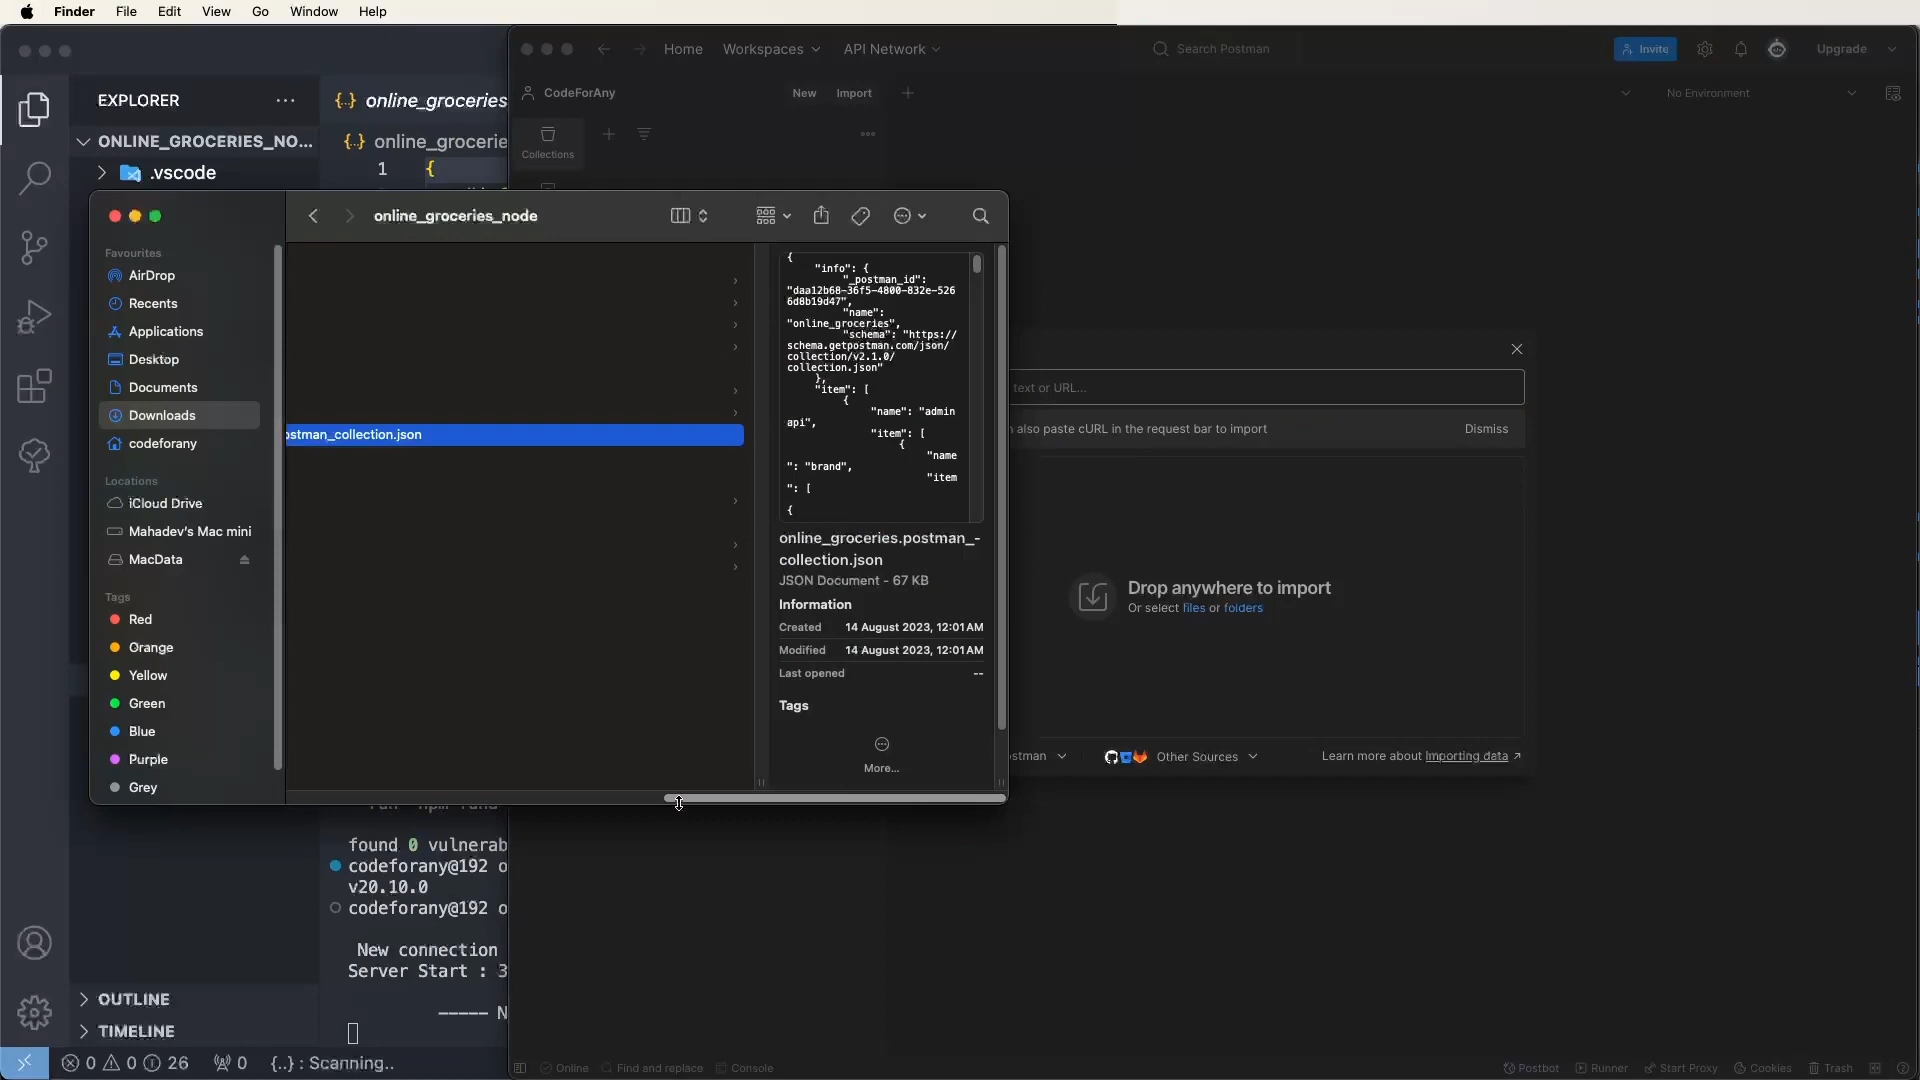 Finder File Edit View Go Window Help
Home Workspaces API Network Search Postman Invite Upgrade
EXPLORER
online_groceries
CodeForAny New Import No Environment
ONLINE_GROCERIES_NO...
online_grocerie
Collections
1 {
.vscode
online_groceries_node
Favourites
AirDrop
Recents
Applications
Desktop
Documents
Downloads
codeforany
Locations
iCloud Drive
Mahadev's Mac mini
MacData
Tags
Red
Orange
Yellow
Green
Blue
Purple
Grey
ostman_collection.json
{
"info": {
"_postman_id":
"daa12b68-36f5-4800-832e-526
6d8b19d47",
"name":
"online_groceries",
"schema": "https://
schema.getpostman.com/json/
collection/v2.1.0/
collection.json"
},
"item": [
{
"name": "admin
api",
"item": [
{
"name
": "brand",
"item
": [
{
online_groceries.postman_-
collection.json
JSON Document - 67 KB
Information
Created 14 August 2023, 12:01 AM
Modified 14 August 2023, 12:01 AM
Last opened --
Tags
More...
text or URL...
also paste cURL in the request bar to import Dismiss
Drop anywhere to import
Or select files or folders
stman Other Sources Learn more about Importing data
found 0 vulnerab
codeforany@192 o
v20.10.0
codeforany@192 o
New connection
Server Start : 3
----- N
OUTLINE
TIMELINE
0 0 26 0 {..} : Scanning..
Online Find and replace Console Postbot Runner Start Proxy Cookies Trash